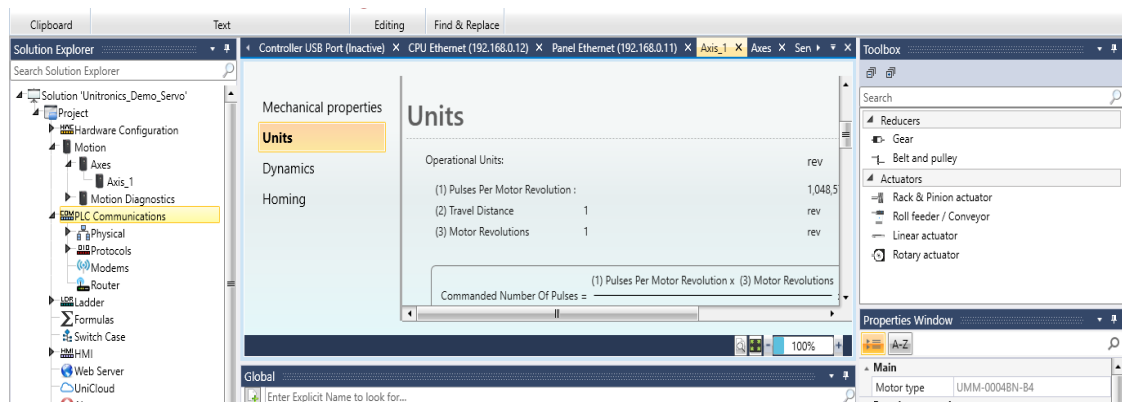 Clipboard Text Editing Find & Replace
Solution Explorer
Search Solution Explorer
Solution 'Unitronics_Demo_Servo'
Project
Hardware Configuration
Motion
Axes
Axis_1
Motion Diagnostics
PLC Communications
Physical
Protocols
Modems
Router
Ladder
Formulas
Switch Case
HMI
Web Server
UniCloud
Controller USB Port (Inactive) CPU Ethernet (192.168.0.12) Panel Ethernet (192.168.0.11) Axis_1 Axes Sen
Mechanical properties
Units
Dynamics
Homing
Units
Operational Units: rev
(1) Pulses Per Motor Revolution : 1,048,5
(2) Travel Distance 1 rev
(3) Motor Revolutions 1 rev
(1) Pulses Per Motor Revolution x (3) Motor Revolutions
Commanded Number Of Pulses =
100%
Global
Enter Explicit Name to look for...
Toolbox
Search
Reducers
Gear
Belt and pulley
Actuators
Rack & Pinion actuator
Roll feeder / Conveyor
Linear actuator
Rotary actuator
Properties Window
A-Z
Main
Motor type UMM-0004BN-B4